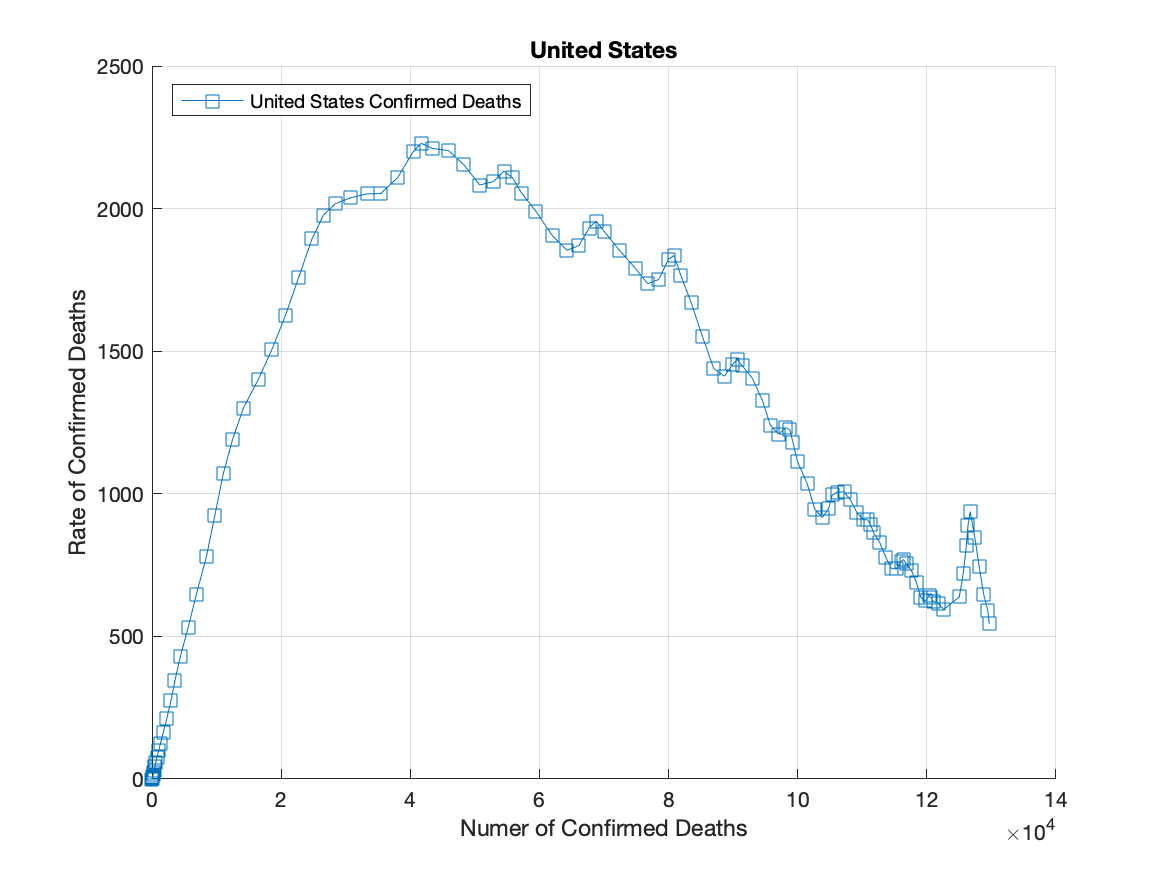 United States
United States Confirmed Deaths
2500
2000
1500
1000
500
0
Rate of Confirmed Deaths
0 2 4 6 8 10 12 14
×10^4
Numer of Confirmed Deaths